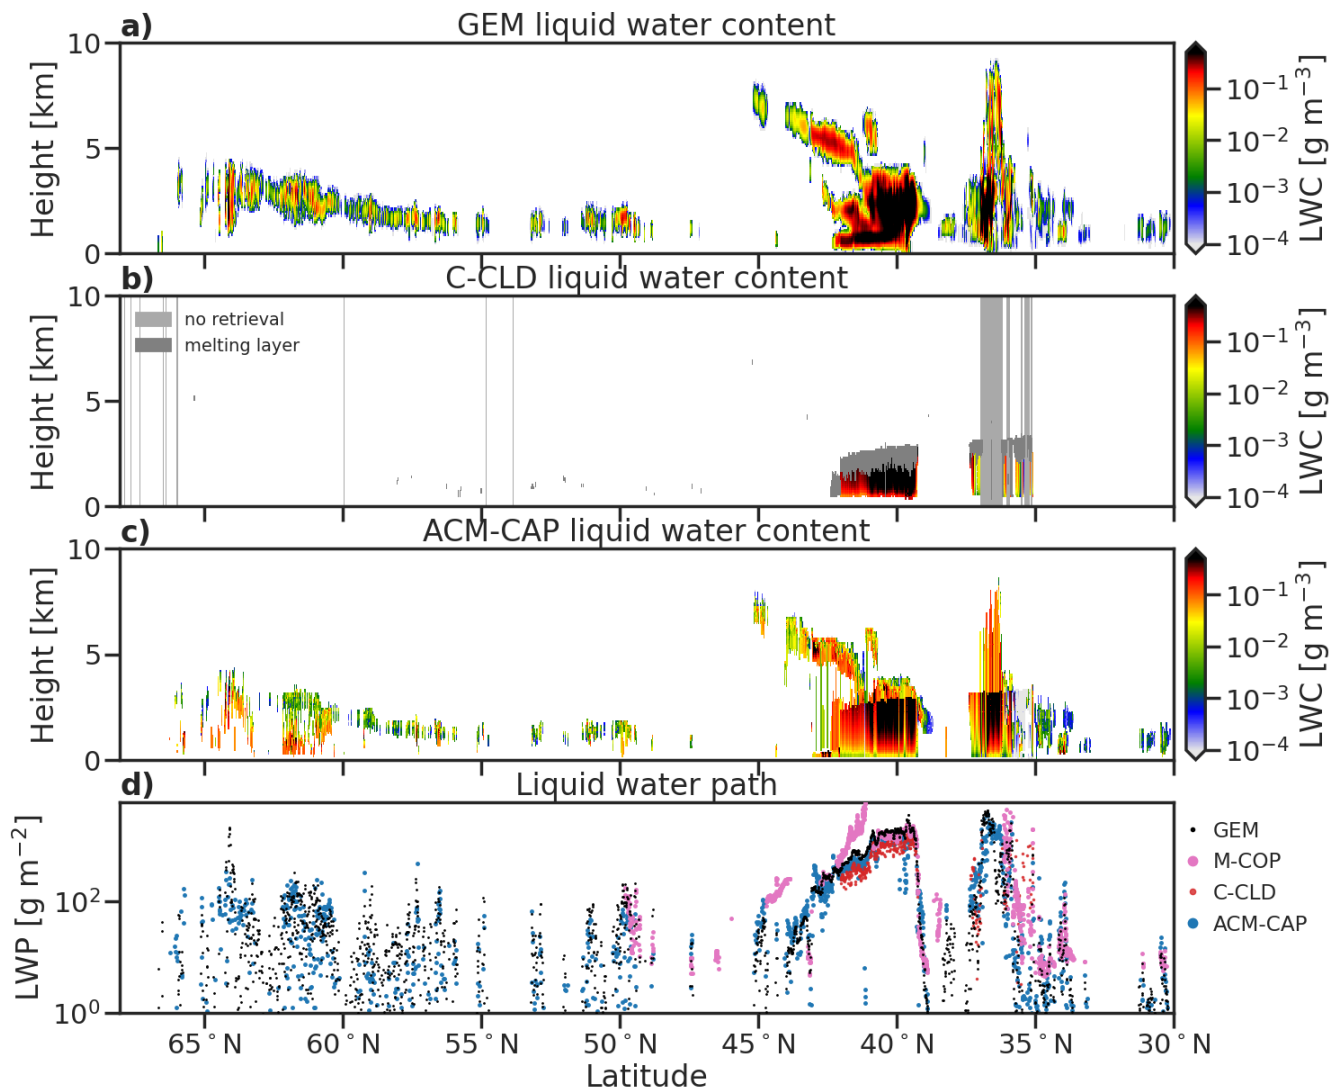 a) GEM liquid water content
10
5
0
Height [km]
10⁻¹
10⁻²
10⁻³
10⁻⁴
LWC [g m⁻³]
b) C-CLD liquid water content
10
5
0
Height [km]
no retrieval
melting layer
10⁻¹
10⁻²
10⁻³
10⁻⁴
LWC [g m⁻³]
c) ACM-CAP liquid water content
10
5
0
Height [km]
10⁻¹
10⁻²
10⁻³
10⁻⁴
LWC [g m⁻³]
d) Liquid water path
10²
10⁰
LWP [g m⁻²]
GEM
M-COP
C-CLD
ACM-CAP
65°N 60°N 55°N 50°N 45°N 40°N 35°N 30°N
Latitude